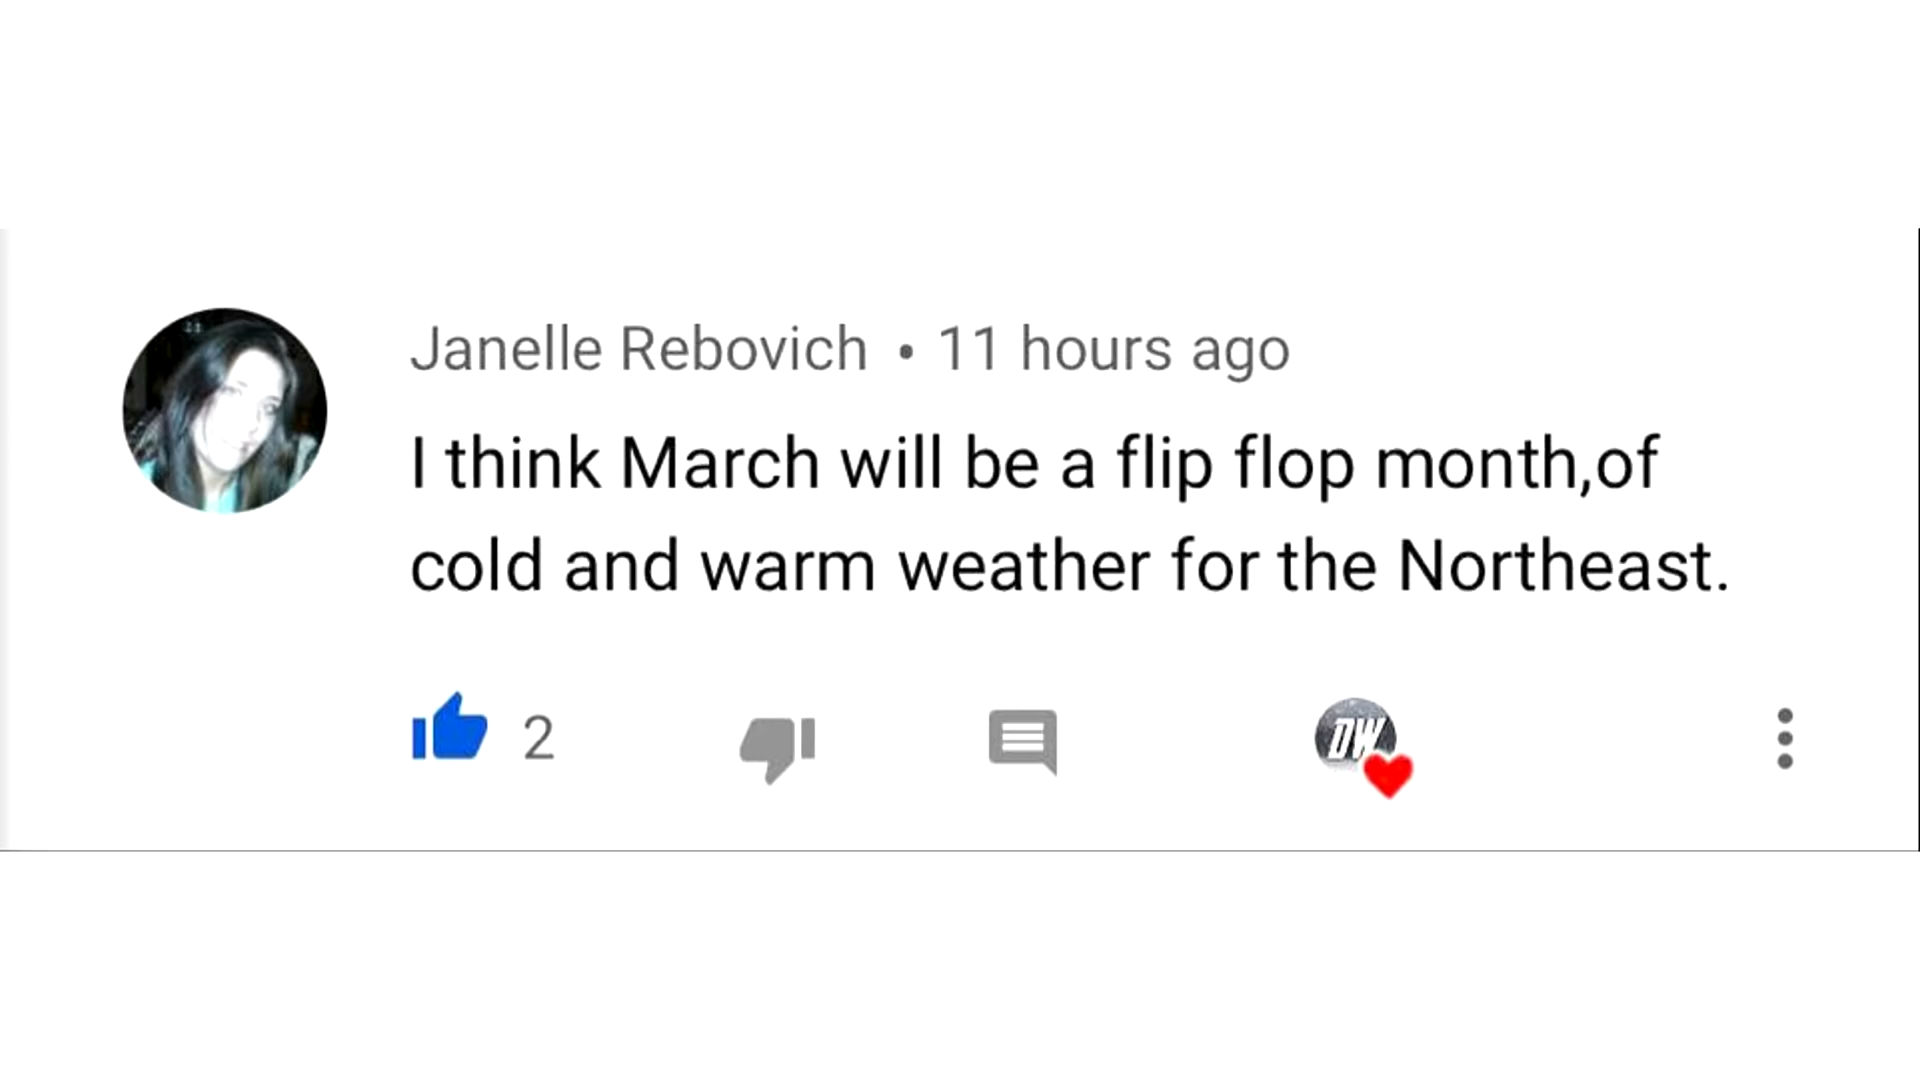 Janelle Rebovich • 11 hours ago
I think March will be a flip flop month,of
cold and warm weather for the Northeast.
2
DW